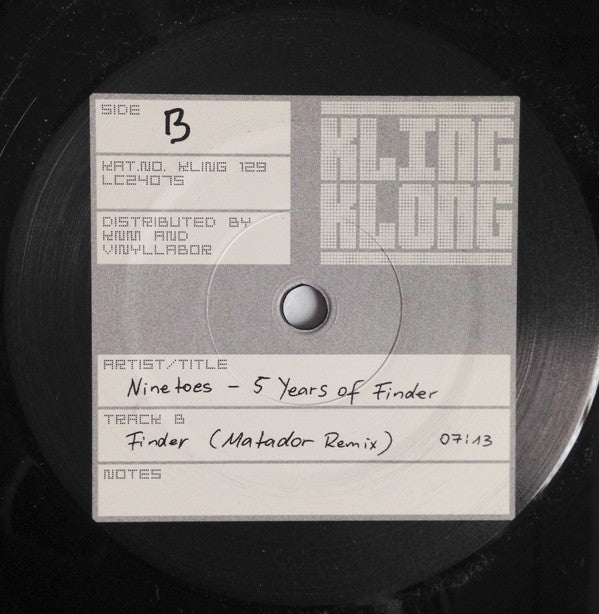 SIDE B
KAT.NO. KLING 129
LC24075
DISTRIBUTED BY
KNM AND
VINYLLABOR
KLING
KLONG
ARTIST/TITLE
Ninetoes - 5 Years of Finder
TRACK B
Finder (Matador Remix) 07:13
NOTES